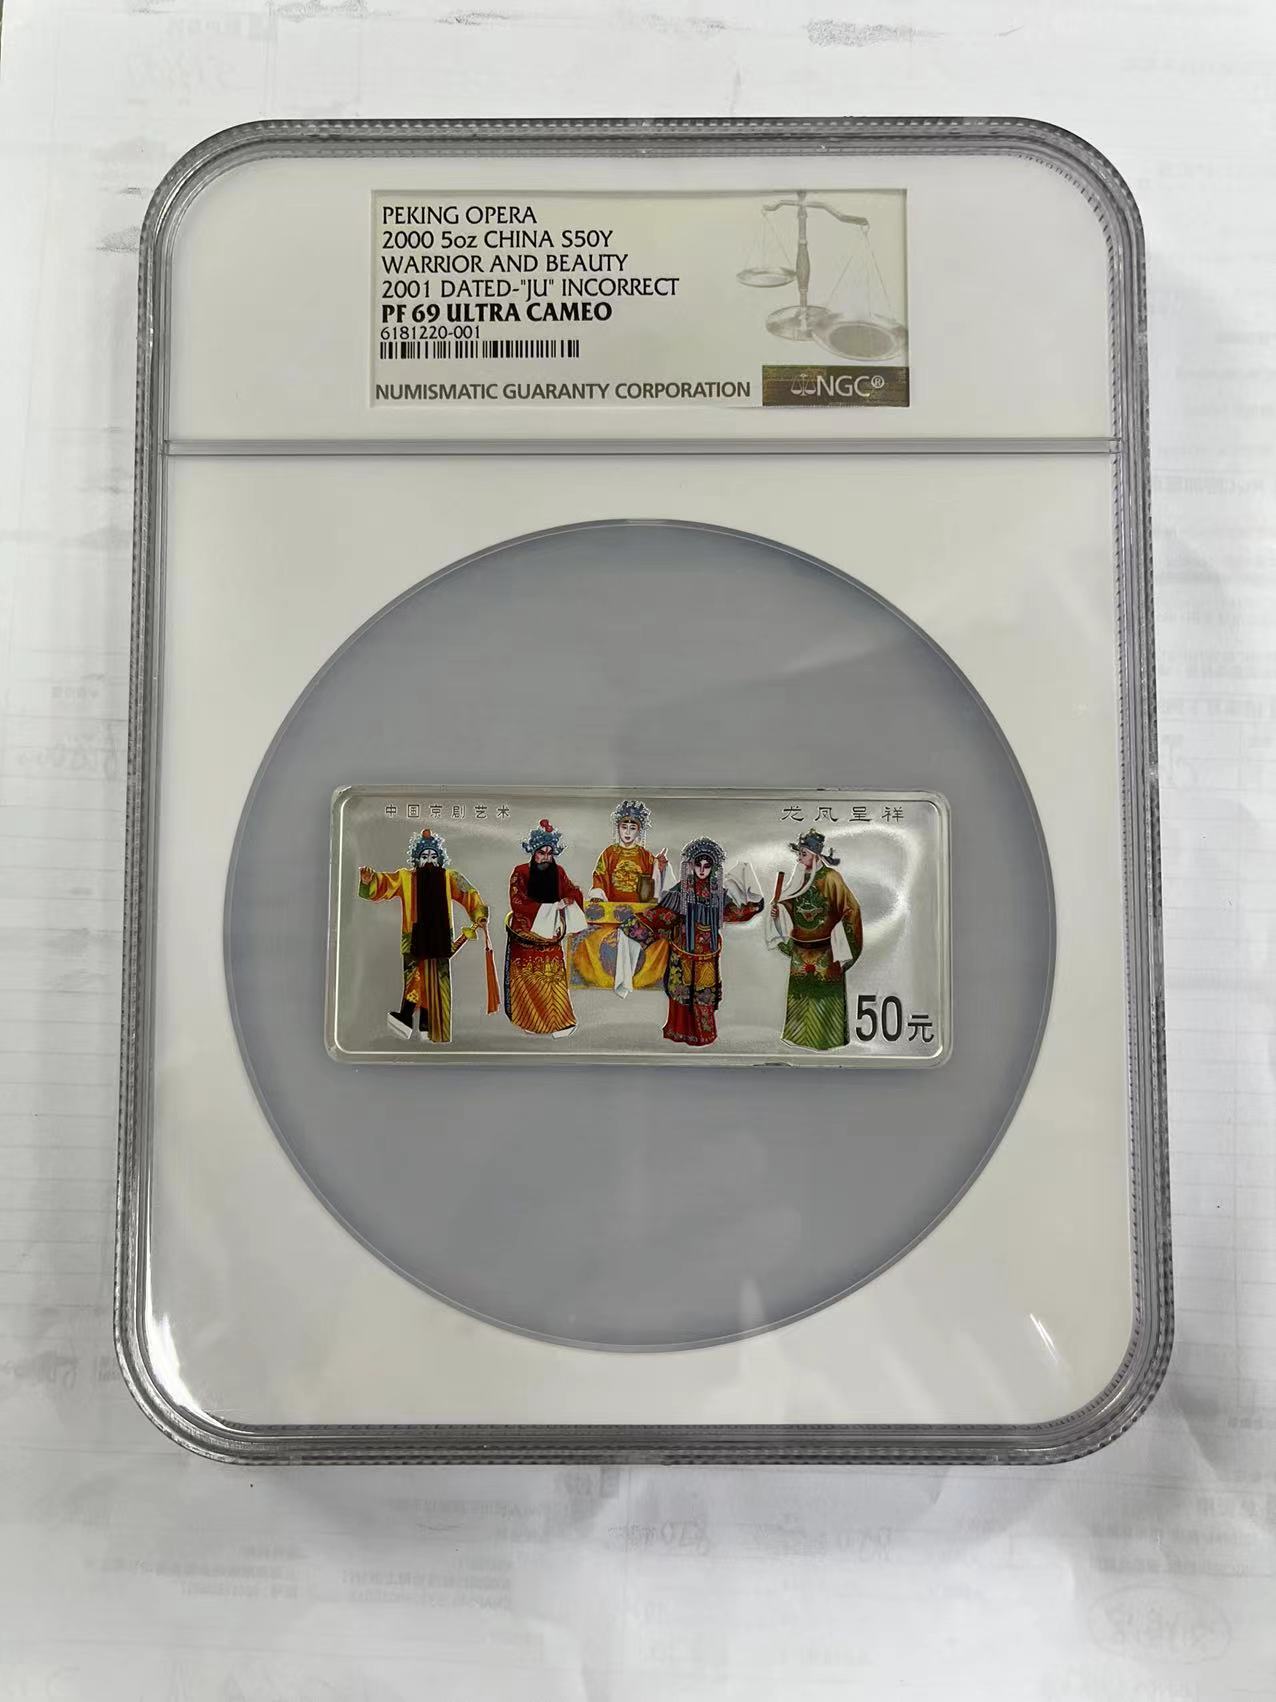 PEKING OPERA
2000 5oz CHINA S50Y
WARRIOR AND BEAUTY
2001 DATED-"JU" INCORRECT
PF 69 ULTRA CAMEO
6181220-001
NUMISMATIC GUARANTY CORPORATION
NGC®
中国京剧艺术
龙凤呈祥
50元